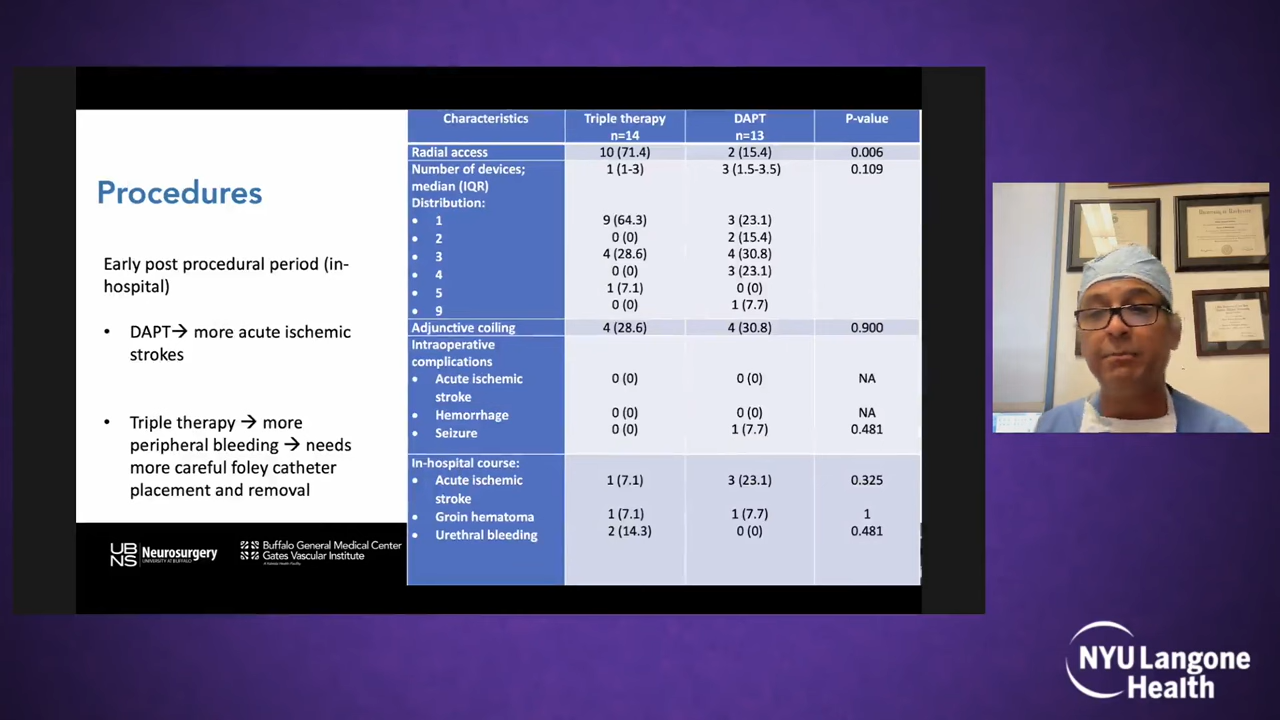 Procedures
Early post procedural period (in-
hospital)
• DAPT→ more acute ischemic
strokes
• Triple therapy → more
peripheral bleeding → needs
more careful foley catheter
placement and removal
UB
NS
Neurosurgery
UNIVERSITY AT BUFFALO
Buffalo General Medical Center
Gates Vascular Institute
Characteristics Triple therapy DAPT P-value
n=14 n=13
Radial access 10 (71.4) 2 (15.4) 0.006
Number of devices; 1 (1-3) 3 (1.5-3.5) 0.109
median (IQR)
Distribution:
• 1 9 (64.3) 3 (23.1)
• 2 0 (0) 2 (15.4)
• 3 4 (28.6) 4 (30.8)
• 4 0 (0) 3 (23.1)
• 5 1 (7.1) 0 (0)
• 9 0 (0) 1 (7.7)
Adjunctive coiling 4 (28.6) 4 (30.8) 0.900
Intraoperative
complications
• Acute ischemic 0 (0) 0 (0) NA
stroke
• Hemorrhage 0 (0) 0 (0) NA
• Seizure 0 (0) 1 (7.7) 0.481
In-hospital course:
• Acute ischemic 1 (7.1) 3 (23.1) 0.325
stroke
• Groin hematoma 1 (7.1) 1 (7.7) 1
• Urethral bleeding 2 (14.3) 0 (0) 0.481
NYU Langone
Health